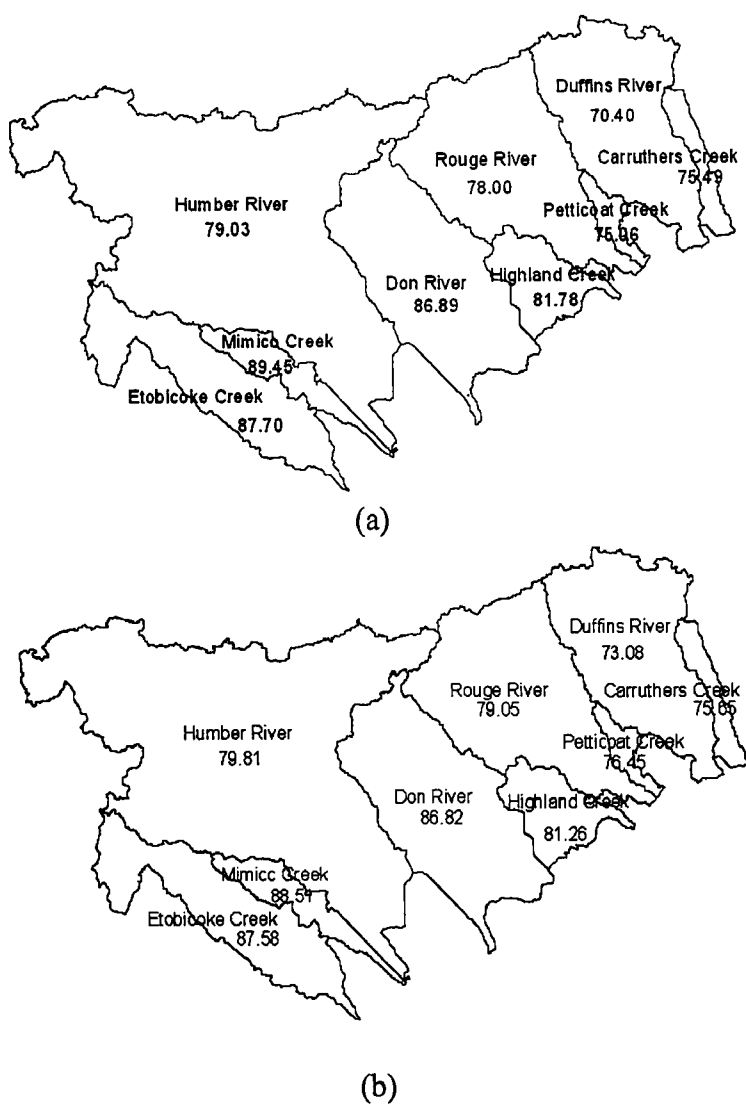 Duffins River
70.40
Rouge River
78.00
Carruthers Creek
75.49
Humber River
79.03
Petticoat Creek
75.06
Don River
86.89
Highland Creek
81.78
Mimico Creek
89.45
Etobicoke Creek
87.70
(a)
Duffins River
73.08
Rouge River
79.05
Carruthers Creek
75.65
Humber River
79.81
Petticoat Creek
76.45
Don River
86.82
Highland Creek
81.26
Mimicc Creek
88.51
Etobicoke Creek
87.58
(b)